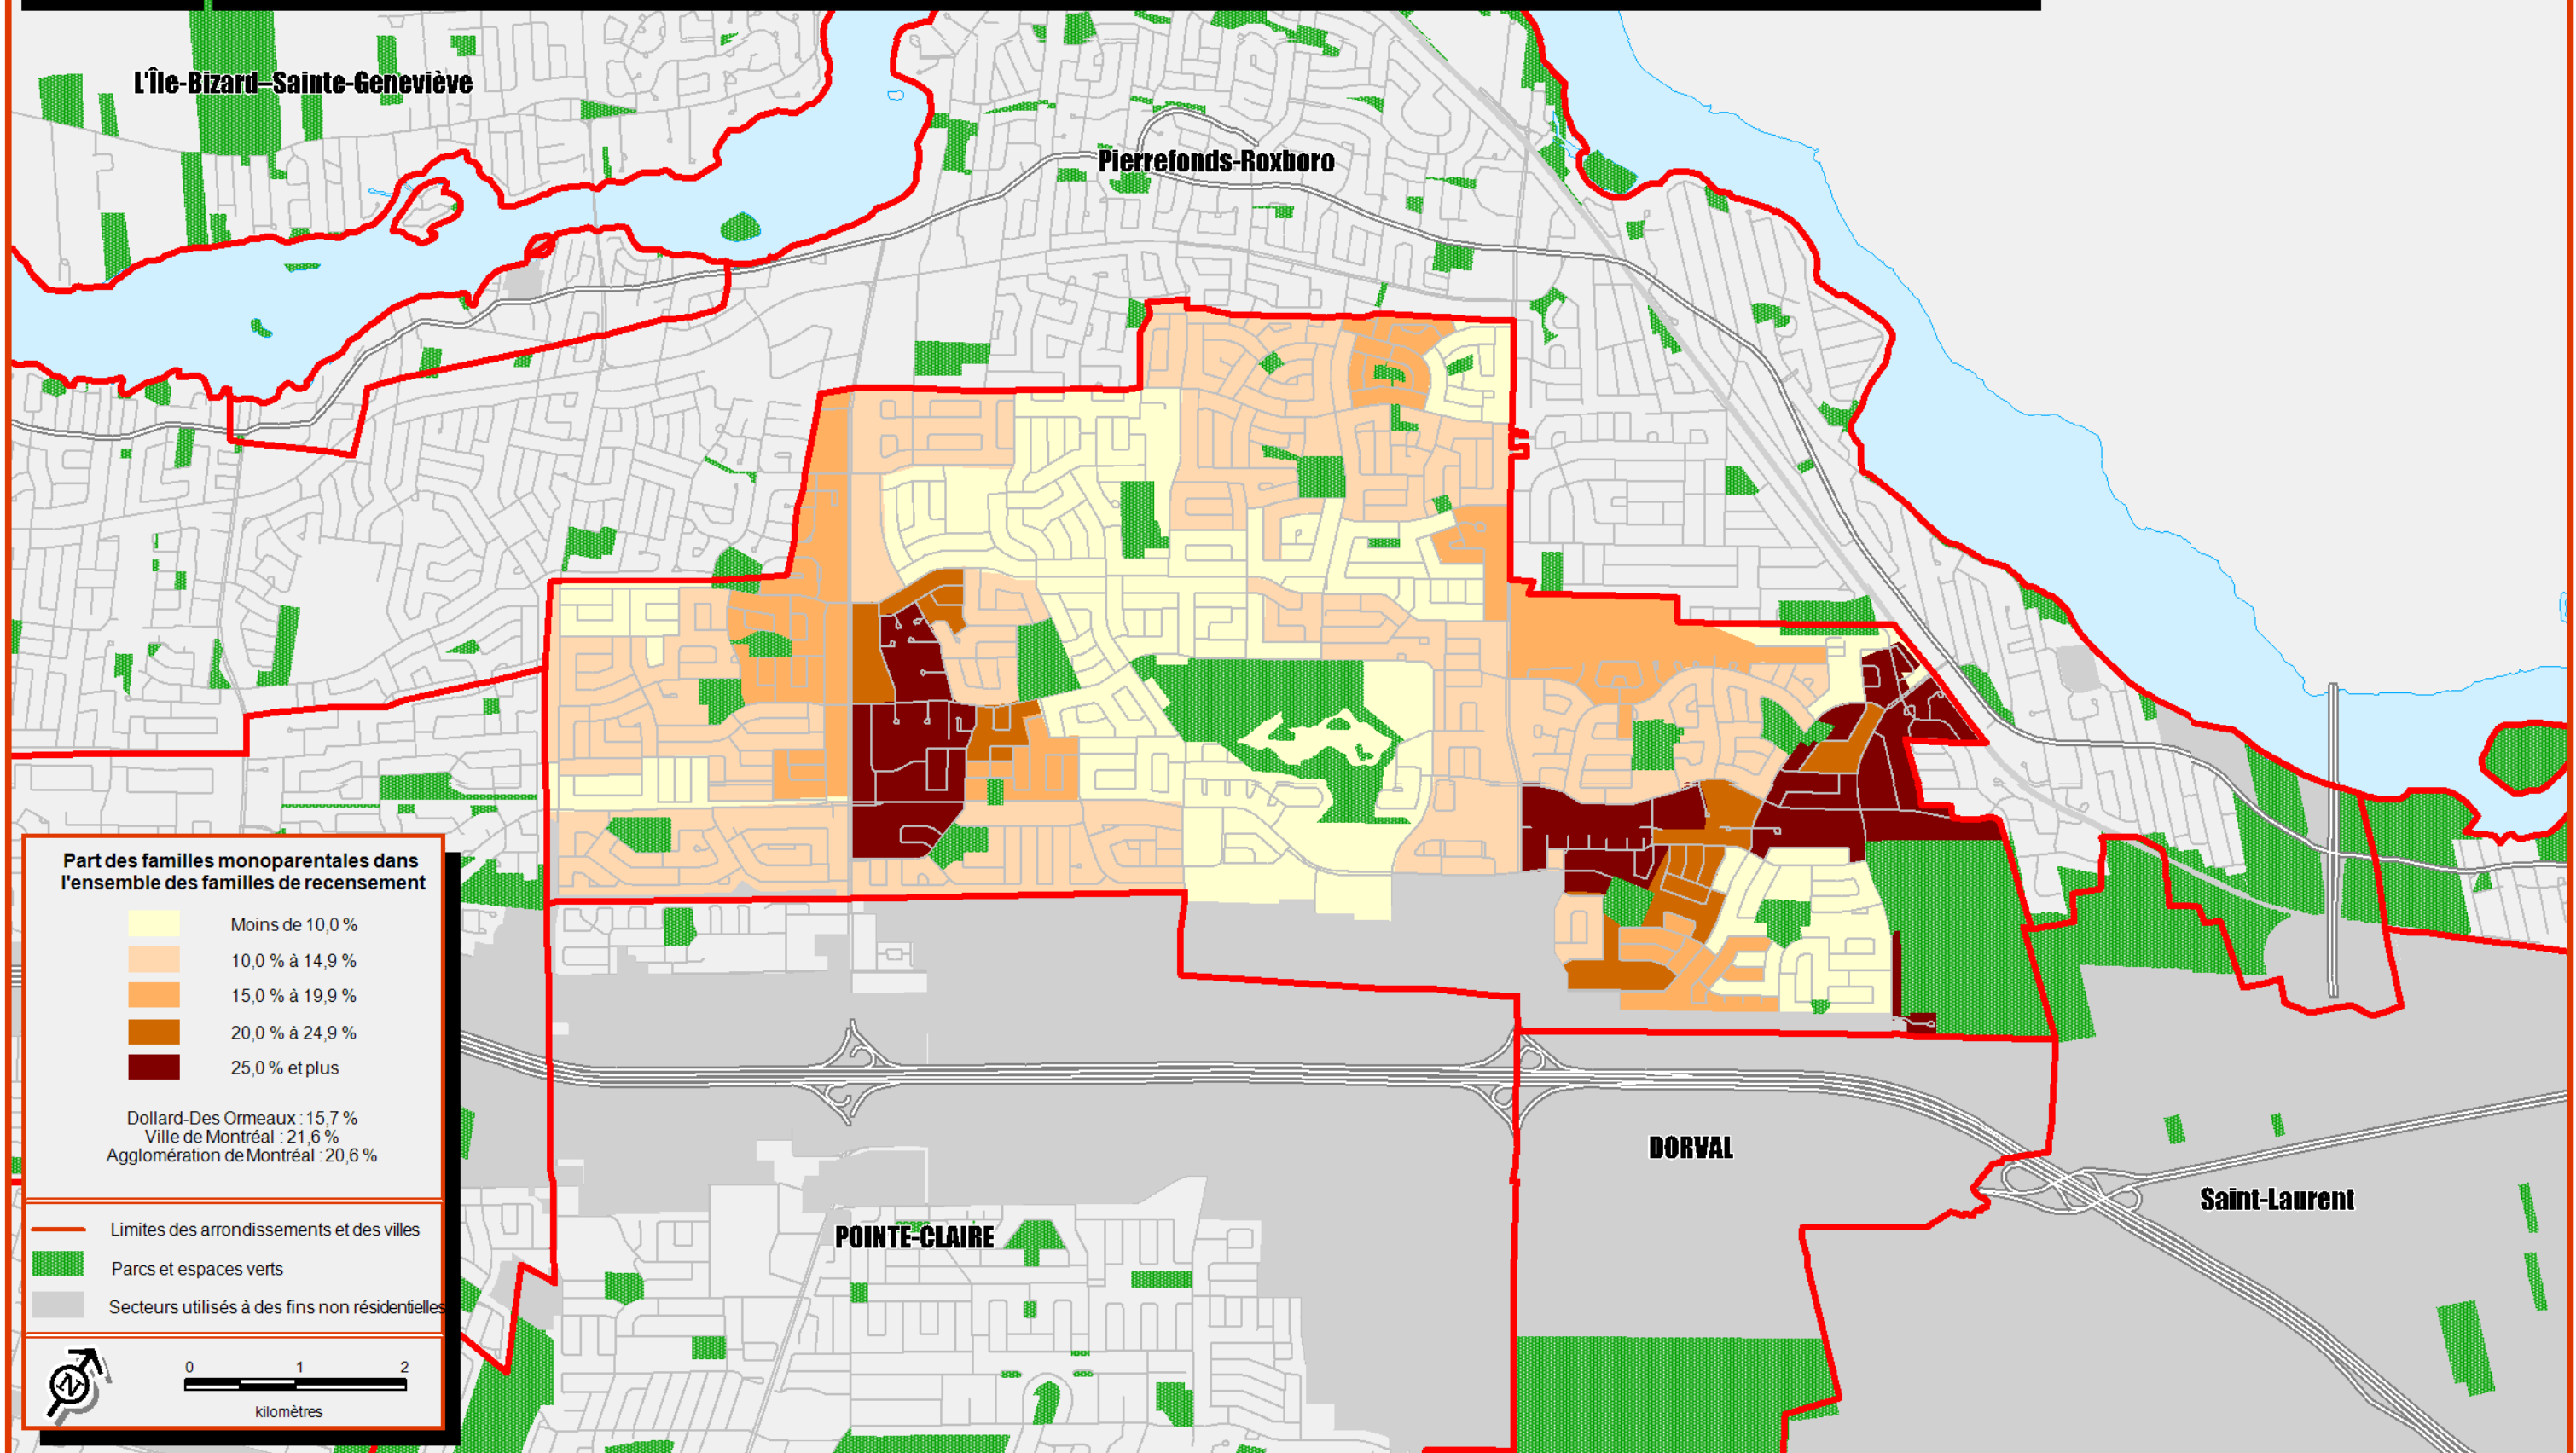 L'Île-Bizard–Sainte-Geneviève
Pierrefonds-Roxboro
Part des familles monoparentales dans
l'ensemble des familles de recensement
Moins de 10,0 %
10,0 % à 14,9 %
15,0 % à 19,9 %
20,0 % à 24,9 %
25,0 % et plus
Dollard-Des Ormeaux : 15,7 %
Ville de Montréal : 21,6 %
Agglomération de Montréal : 20,6 %
DORVAL
Saint-Laurent
POINTE-CLAIRE
Limites des arrondissements et des villes
Parcs et espaces verts
Secteurs utilisés à des fins non résidentielles
N
0 1 2
kilomètres